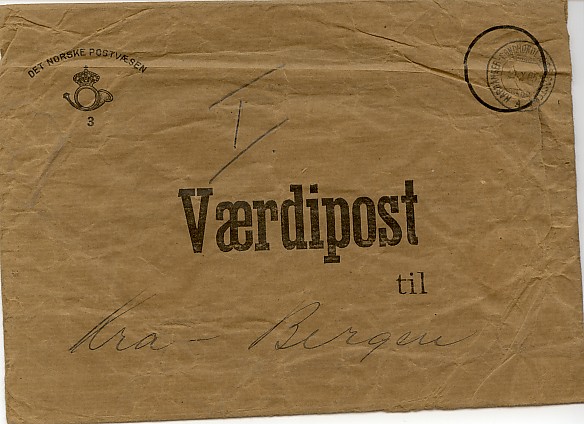 DET NORSKE POSTVÆSEN
3
I
Værdipost
til
Kra - Bergen